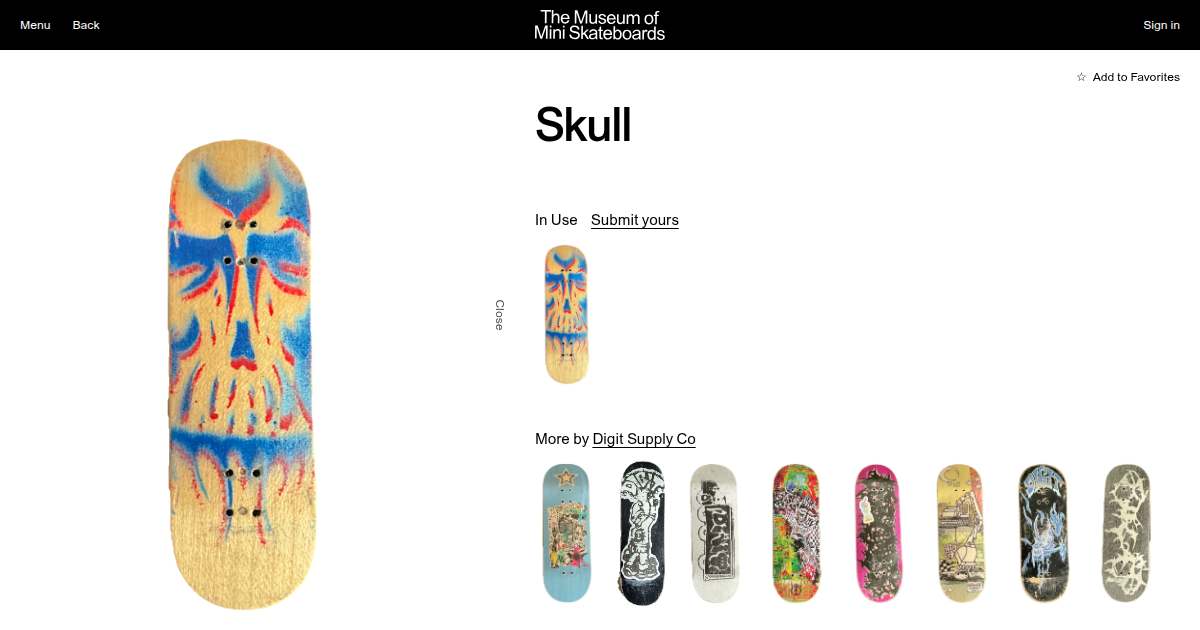 Menu
Back
The Museum of
Mini Skateboards
Sign in
☆ Add to Favorites
Skull
In Use
Submit yours
Close
More by Digit Supply Co